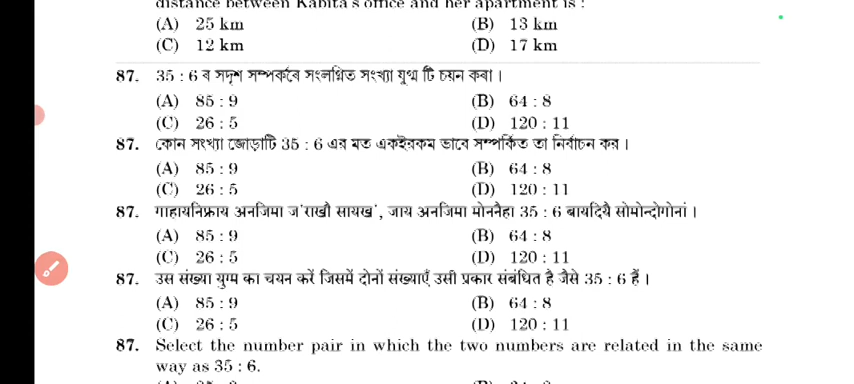 distance between Kabita's office and her apartment is :
(A) 25 km (B) 13 km
(C) 12 km (D) 17 km
87. 35 : 6 ৰ সদৃশ সম্পৰ্কৰে সংলগ্নিত সংখ্যা যুগ্ম টি চয়ন কৰা ।
(A) 85 : 9 (B) 64 : 8
(C) 26 : 5 (D) 120 : 11
87. কোন সংখ্যা জোড়াটি 35 : 6 এর মত একইরকম ভাবে সম্পর্কিত তা নির্বাচন কর ।
(A) 85 : 9 (B) 64 : 8
(C) 26 : 5 (D) 120 : 11
87. गाहायनिफ्राय अनजिमा ज'राखौ सायख', जाय अनजिमा मोननैहा 35 : 6 बायदियै सोमोन्दोगोनां ।
(A) 85 : 9 (B) 64 : 8
(C) 26 : 5 (D) 120 : 11
87. उस संख्या युग्म का चयन करें जिसमें दोनों संख्याएँ उसी प्रकार संबंधित है जैसे 35 : 6 हैं ।
(A) 85 : 9 (B) 64 : 8
(C) 26 : 5 (D) 120 : 11
87. Select the number pair in which the two numbers are related in the same
way as 35 : 6.